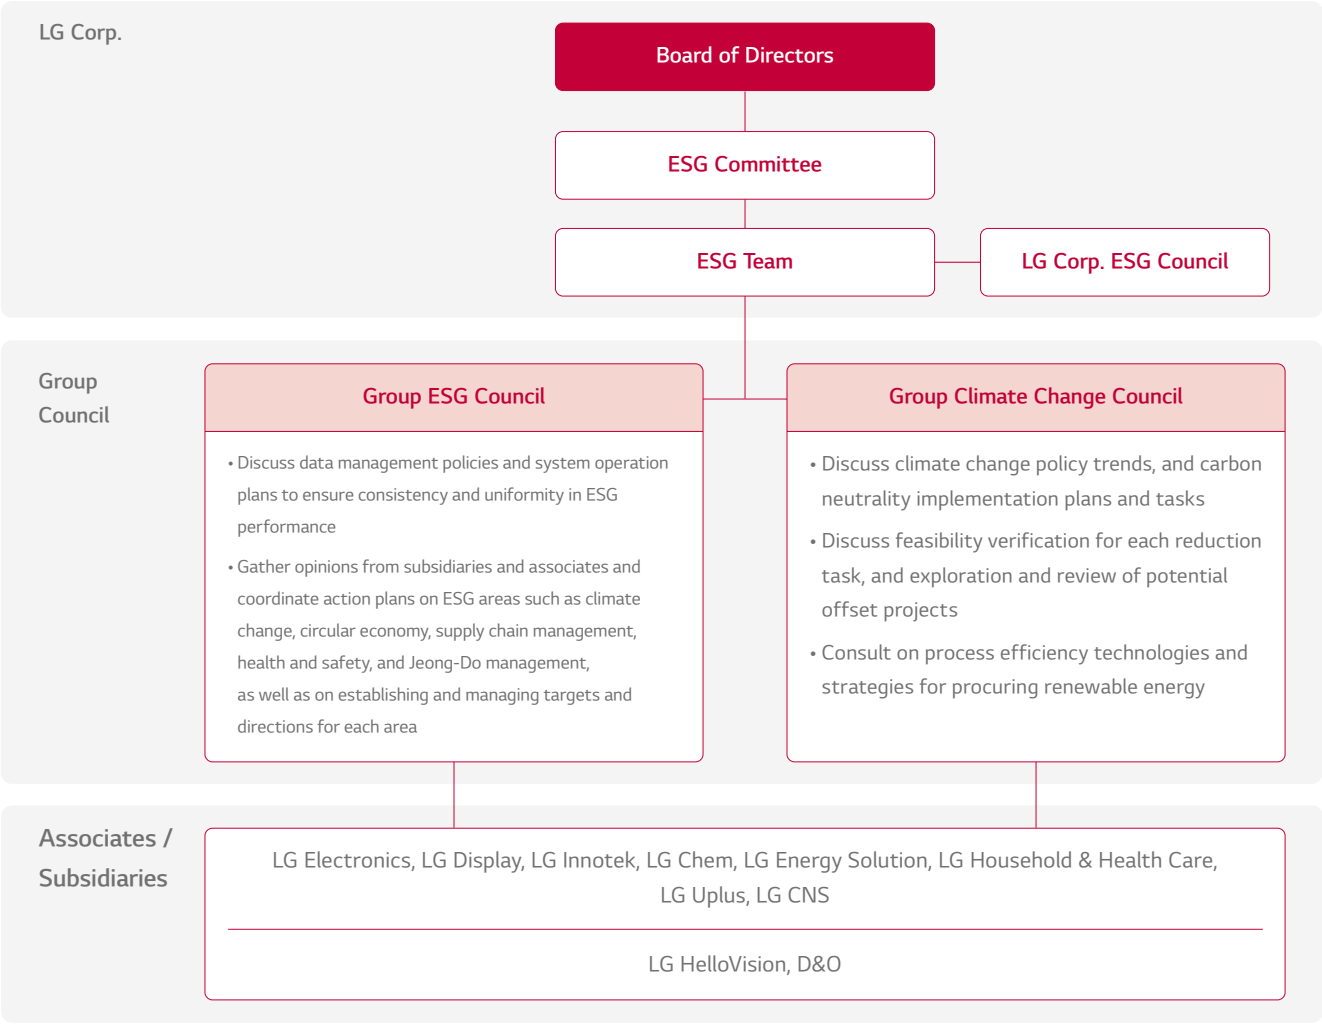 LG Corp.
Board of Directors
ESG Committee
ESG Team
LG Corp. ESG Council
Group
Council
Group ESG Council
• Discuss data management policies and system operation
plans to ensure consistency and uniformity in ESG
performance
• Gather opinions from subsidiaries and associates and
coordinate action plans on ESG areas such as climate
change, circular economy, supply chain management,
health and safety, and Jeong-Do management,
as well as on establishing and managing targets and
directions for each area
Group Climate Change Council
• Discuss climate change policy trends, and carbon
neutrality implementation plans and tasks
• Discuss feasibility verification for each reduction
task, and exploration and review of potential
offset projects
• Consult on process efficiency technologies and
strategies for procuring renewable energy
Associates /
Subsidiaries
LG Electronics, LG Display, LG Innotek, LG Chem, LG Energy Solution, LG Household & Health Care,
LG Uplus, LG CNS
LG HelloVision, D&O